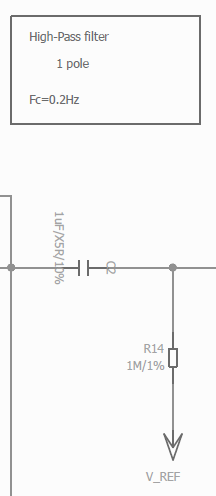 High-Pass filter
1 pole
Fc=0.2Hz
1uF/X5R/10%
C2
R14
1M/1%
V_REF